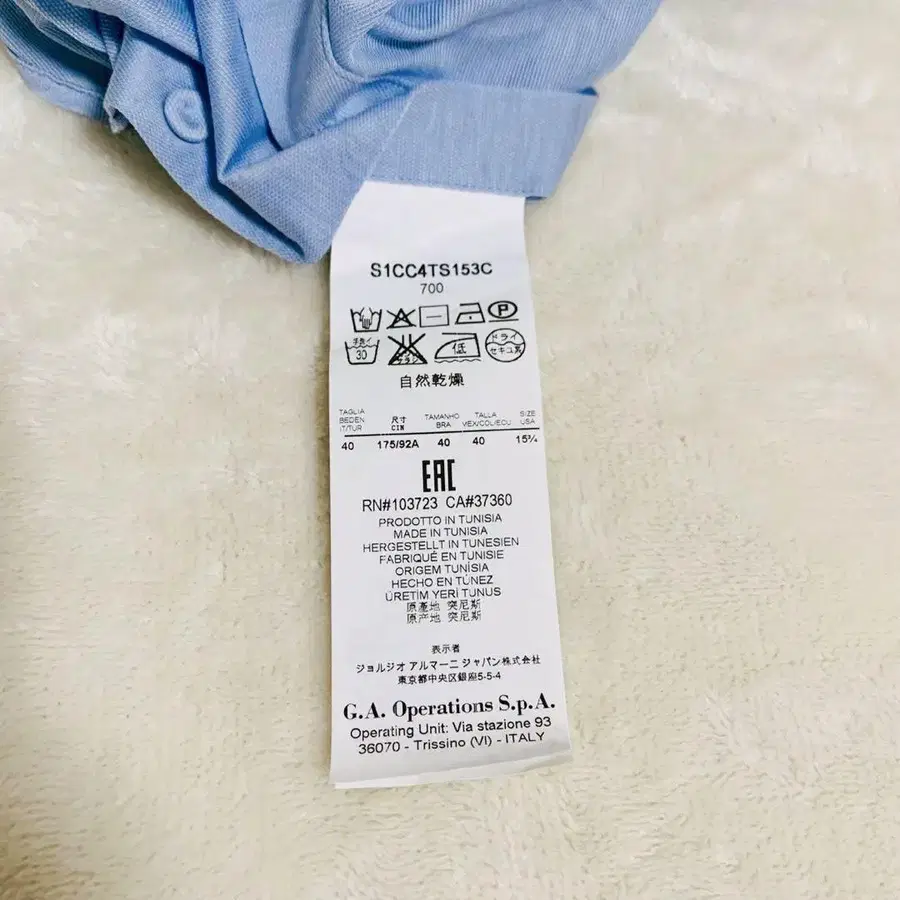 S1CC4TS153C
700
P
手洗イ 30 低 ドライ セキユ系
自然乾燥
TAGLIA BEDEN IT/TUR 尺寸 CIN TAMANHO BRA TALLA MEX/COL/ECU SIZE USA
40 175/92A 40 40 15¾
EAC
RN#103723 CA#37360
PRODOTTO IN TUNISIA
MADE IN TUNISIA
HERGESTELLT IN TUNESIEN
FABRIQUÉ EN TUNISIE
ORIGEM TUNÍSIA
HECHO EN TÚNEZ
ÜRETİM YERİ TUNUS
原產地 突尼斯
原产地 突尼斯
表示者
ジョルジオ アルマーニ ジャパン株式会社
東京都中央区銀座5-5-4
G.A. Operations S.p.A.
Operating Unit: Via stazione 93
36070 - Trissino (VI) - ITALY